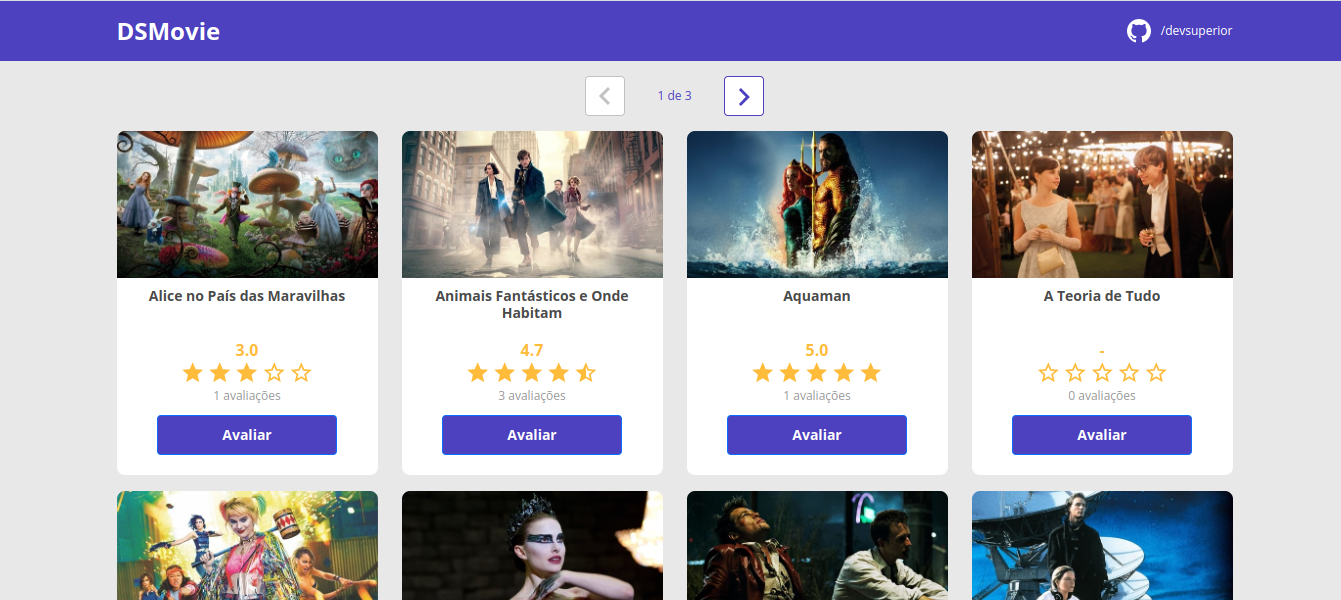 DSMovie
/devsuperior
1 de 3
Alice no País das Maravilhas
3.0
1 avaliações
Avaliar
Animais Fantásticos e Onde
Habitam
4.7
3 avaliações
Avaliar
Aquaman
5.0
1 avaliações
Avaliar
A Teoria de Tudo
-
0 avaliações
Avaliar